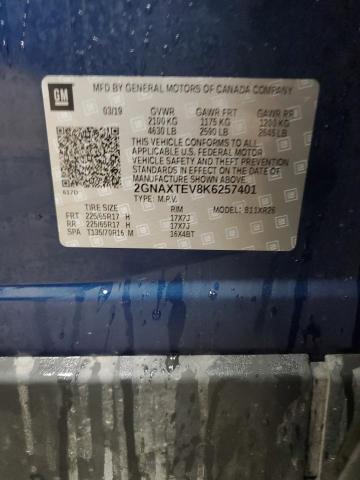 GM
MFD BY GENERAL MOTORS OF CANADA COMPANY
03/19 GVWR GAWR FRT GAWR RR
2100 KG 1175 KG 1200 KG
4630 LB 2590 LB 2645 LB
THIS VEHICLE CONFORMS TO ALL
APPLICABLE U.S. FEDERAL MOTOR
VEHICLE SAFETY, BUMPER, AND
THEFT PREVENTION STANDARDS IN
EFFECT ON THE DATE OF
MANUFACTURE SHOWN ABOVE.
617D 2GNAXTEV8K6257401
TYPE: M.P.V.
TIRE SIZE RIM MODEL: B11XR26
FRT 225/65R17 H 17X7J
RR 225/65R17 H 17X7J
SPA T135/70R16 M 16X4BT